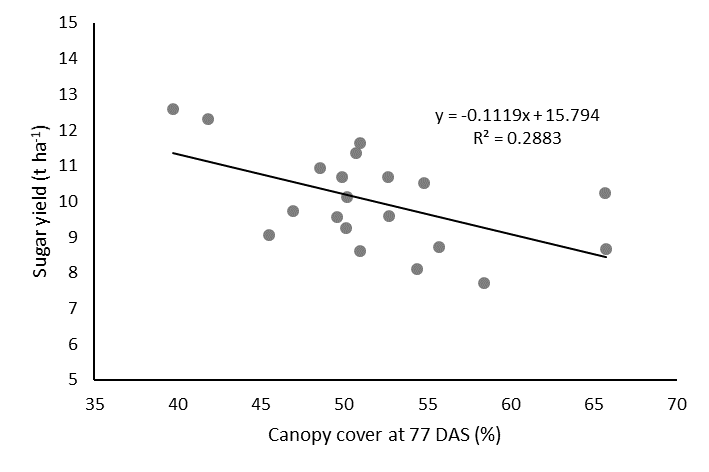 15
14
13
12
11
10
9
8
7
6
5
Sugar yield (t ha⁻¹)
y = -0.1119x + 15.794
R² = 0.2883
35 40 45 50 55 60 65 70
Canopy cover at 77 DAS (%)